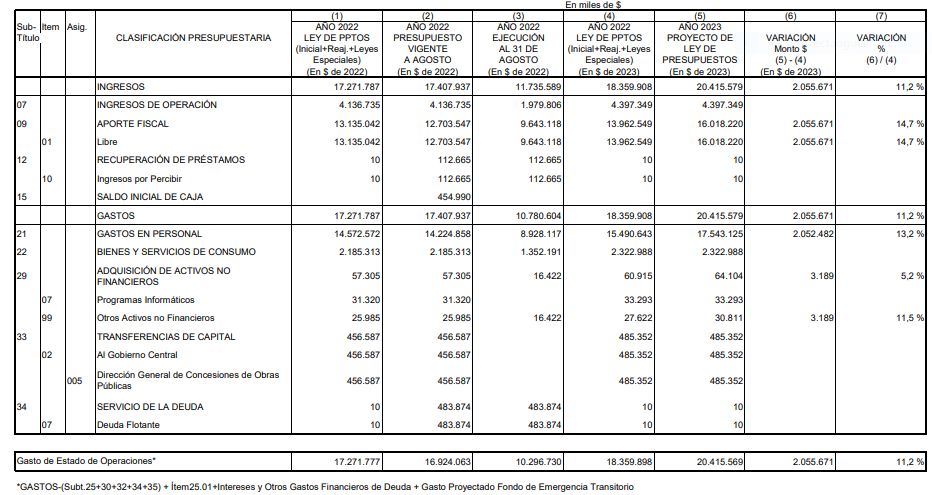 En miles de $
(1) (2) (3) (4) (5) (6) (7)
Sub- Item Asig. AÑO 2022 AÑO 2022 AÑO 2022 AÑO 2022 AÑO 2023
Título CLASIFICACIÓN PRESUPUESTARIA LEY DE PPTOS PRESUPUESTO EJECUCIÓN LEY DE PPTOS PROYECTO DE VARIACIÓN VARIACIÓN
(Inicial+Reaj.+Leyes VIGENTE AL 31 DE (Inicial+Reaj.+Leyes LEY DE Monto $ %
Especiales) A AGOSTO AGOSTO Especiales) PRESUPUESTOS (5) - (4) (6) / (4)
(En $ de 2022) (En $ de 2022) (En $ de 2022) (En $ de 2023) (En $ de 2023) (En $ de 2023)
INGRESOS 17.271.787 17.407.937 11.735.589 18.359.908 20.415.579 2.055.671 11,2 %
07 INGRESOS DE OPERACIÓN 4.136.735 4.136.735 1.979.806 4.397.349 4.397.349
09 APORTE FISCAL 13.135.042 12.703.547 9.643.118 13.962.549 16.018.220 2.055.671 14,7 %
01 Libre 13.135.042 12.703.547 9.643.118 13.962.549 16.018.220 2.055.671 14,7 %
12 RECUPERACIÓN DE PRÉSTAMOS 10 112.665 112.665 10 10
10 Ingresos por Percibir 10 112.665 112.665 10 10
15 SALDO INICIAL DE CAJA 454.990
GASTOS 17.271.787 17.407.937 10.780.604 18.359.908 20.415.579 2.055.671 11,2 %
21 GASTOS EN PERSONAL 14.572.572 14.224.858 8.928.117 15.490.643 17.543.125 2.052.482 13,2 %
22 BIENES Y SERVICIOS DE CONSUMO 2.185.313 2.185.313 1.352.191 2.322.988 2.322.988
29 ADQUISICIÓN DE ACTIVOS NO
FINANCIEROS 57.305 57.305 16.422 60.915 64.104 3.189 5,2 %
07 Programas Informáticos 31.320 31.320 33.293 33.293
99 Otros Activos no Financieros 25.985 25.985 16.422 27.622 30.811 3.189 11,5 %
33 TRANSFERENCIAS DE CAPITAL 456.587 456.587 485.352 485.352
02 Al Gobierno Central 456.587 456.587 485.352 485.352
005 Dirección General de Concesiones de Obras
Públicas 456.587 456.587 485.352 485.352
34 SERVICIO DE LA DEUDA 10 483.874 483.874 10 10
07 Deuda Flotante 10 483.874 483.874 10 10
Gasto de Estado de Operaciones* 17.271.777 16.924.063 10.296.730 18.359.898 20.415.569 2.055.671 11,2 %
*GASTOS-(Subt.25+30+32+34+35) + Ítem25.01+Intereses y Otros Gastos Financieros de Deuda + Gasto Proyectado Fondo de Emergencia Transitorio